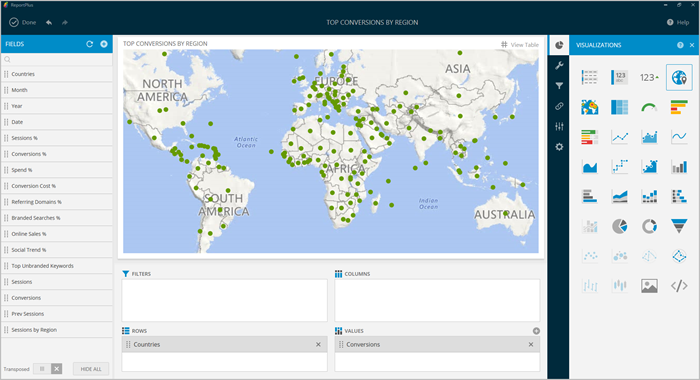 ReportPlus
Done
TOP CONVERSIONS BY REGION
Help
FIELDS
Countries
Month
Year
Date
Sessions %
Conversions %
Spend %
Conversion Cost %
Referring Domains %
Branded Searches %
Online Sales %
Social Trend %
Top Unbranded Keywords
Sessions
Conversions
Prev Sessions
Sessions by Region
Transposed
HIDE ALL
TOP CONVERSIONS BY REGION
View Table
NORTH
AMERICA
EUROPE
ASIA
Atlantic
Ocean
AFRICA
SOUTH
AMERICA
Indian
Ocean
AUSTRALIA
FILTERS
COLUMNS
ROWS
Countries
VALUES
Conversions
VISUALIZATIONS
123
123